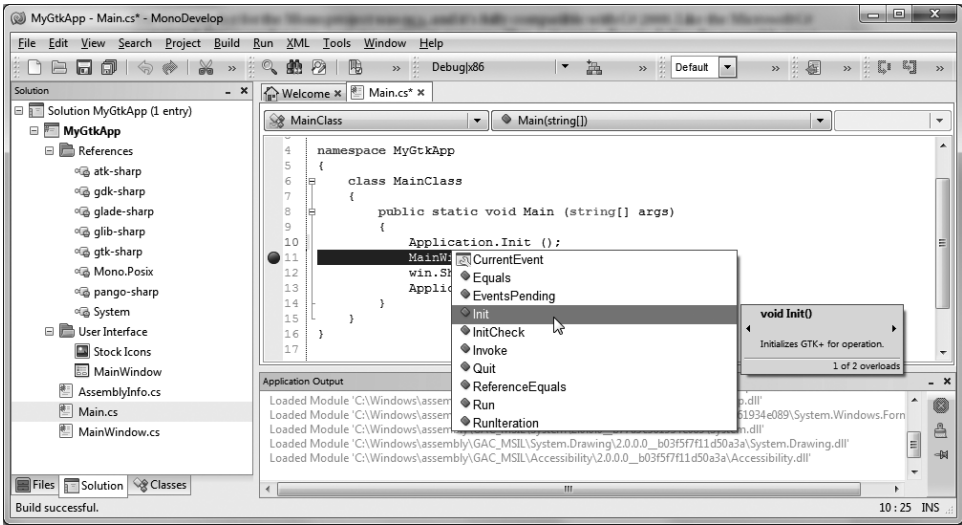 MyGtkApp - Main.cs* - MonoDevelop
File Edit View Search Project Build Run XML Tools Window Help
» » Debug|x86 » Default » » »
Solution
Solution MyGtkApp (1 entry)
MyGtkApp
References
atk-sharp
gdk-sharp
glade-sharp
glib-sharp
gtk-sharp
Mono.Posix
pango-sharp
System
User Interface
Stock Icons
MainWindow
AssemblyInfo.cs
Main.cs
MainWindow.cs
Files Solution Classes
Welcome × Main.cs* ×
MainClass Main(string[])
4 namespace MyGtkApp
5 {
6 class MainClass
7 {
8 public static void Main (string[] args)
9 {
10 Application.Init ();
11 MainWi
12 win.Sh
13 Applic
14 }
15 }
16 }
17
CurrentEvent
Equals
EventsPending
Init
InitCheck
Invoke
Quit
ReferenceEquals
Run
RunIteration
void Init()
Initializes GTK+ for operation.
1 of 2 overloads
Application Output
Loaded Module 'C:\Windows\assem p.dll'
Loaded Module 'C:\Windows\assem 61934e089\System.Windows.Forn
Loaded Module 'C:\Windows\assem n.dll'
Loaded Module 'C:\Windows\assembly\GAC_MSIL\System.Drawing\2.0.0.0__b03f5f7f11d50a3a\System.Drawing.dll'
Loaded Module 'C:\Windows\assembly\GAC_MSIL\Accessibility\2.0.0.0__b03f5f7f11d50a3a\Accessibility.dll'
Build successful. 10 : 25 INS